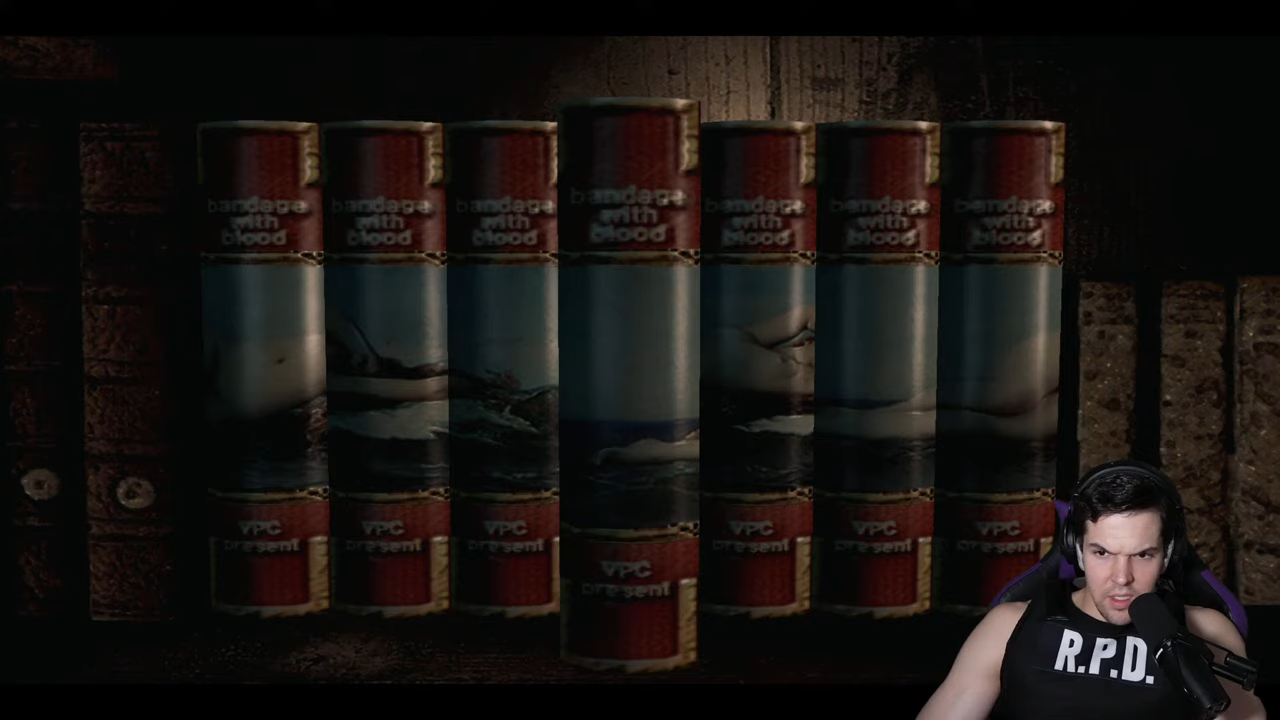 bandage
with
blood
bandage
with
blood
bandage
with
blood
bandage
with
blood
bandage
with
blood
bandage
with
blood
bandage
with
blood
VPC
present
VPC
present
VPC
present
VPC
present
VPC
present
VPC
present
VPC
present
R.P.D.